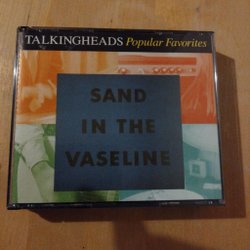 TALKINGHEADS Popular Favorites
SAND
IN THE
VASELINE